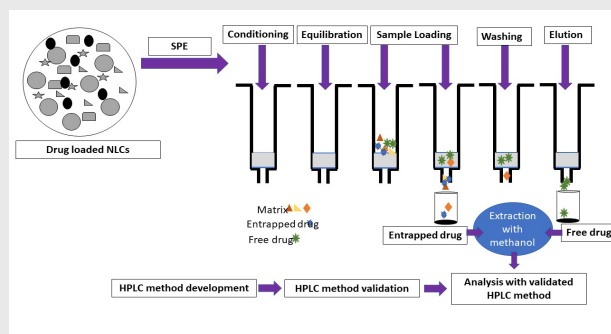 SPE
Conditioning
Equilibration
Sample Loading
Washing
Elution
Drug loaded NLCs
Matrix
Entrapped drug
Free drug
Entrapped drug
Extraction
with
methanol
Free drug
HPLC method development
HPLC method validation
Analysis with validated
HPLC method